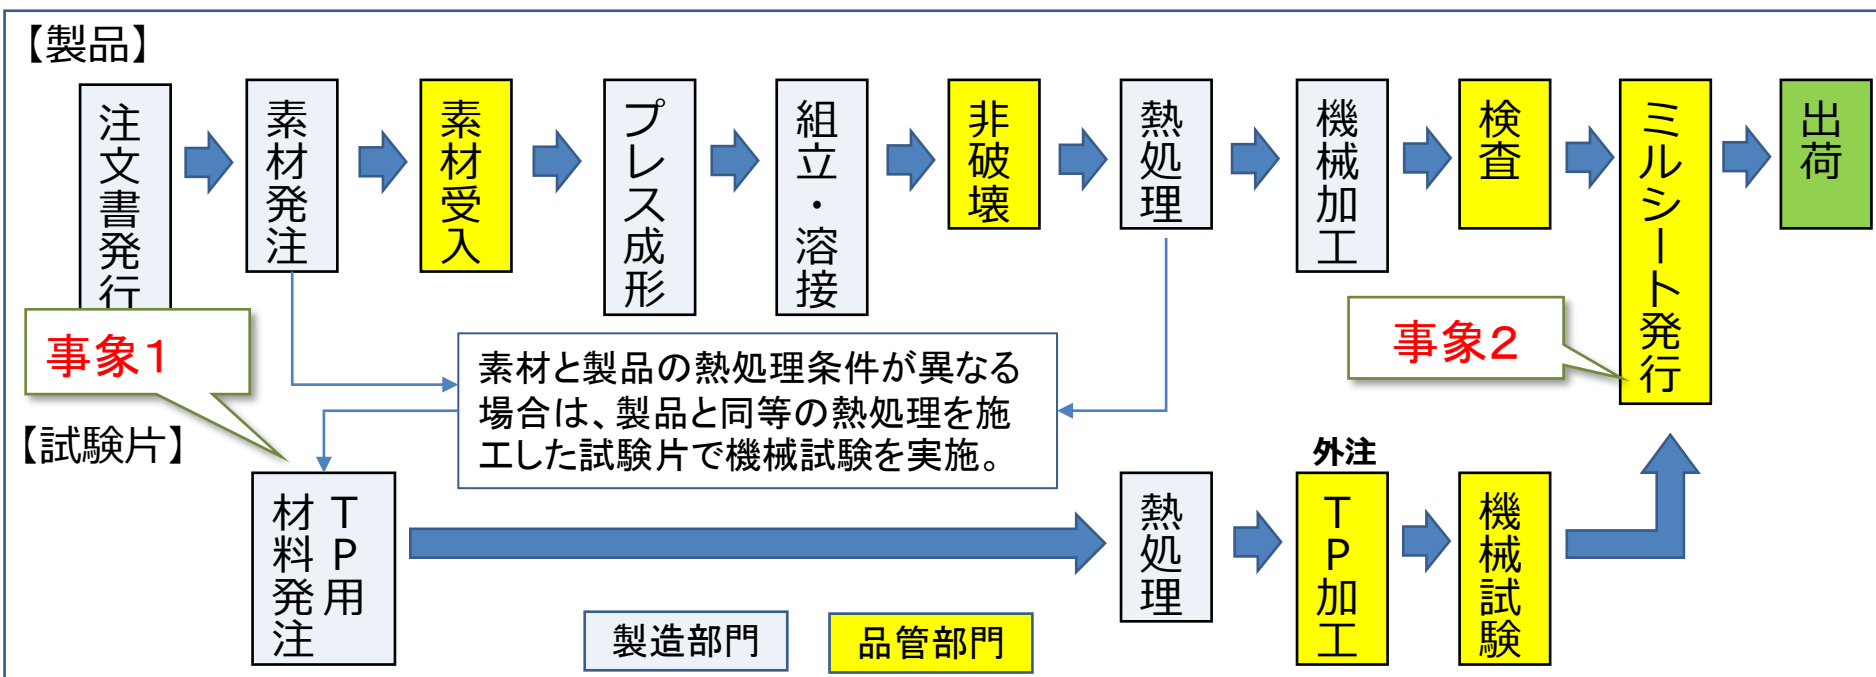 【製品】
注文書発行
素材発注
素材受入
プレス成形
組立・溶接
非破壊
熱処理
機械加工
検査
ミルシート発行
出荷
事象1
事象2
素材と製品の熱処理条件が異なる
場合は、製品と同等の熱処理を施
工した試験片で機械試験を実施。
【試験片】
TP用
材料発注
熱処理
外注
TP加工
機械試験
製造部門
品管部門